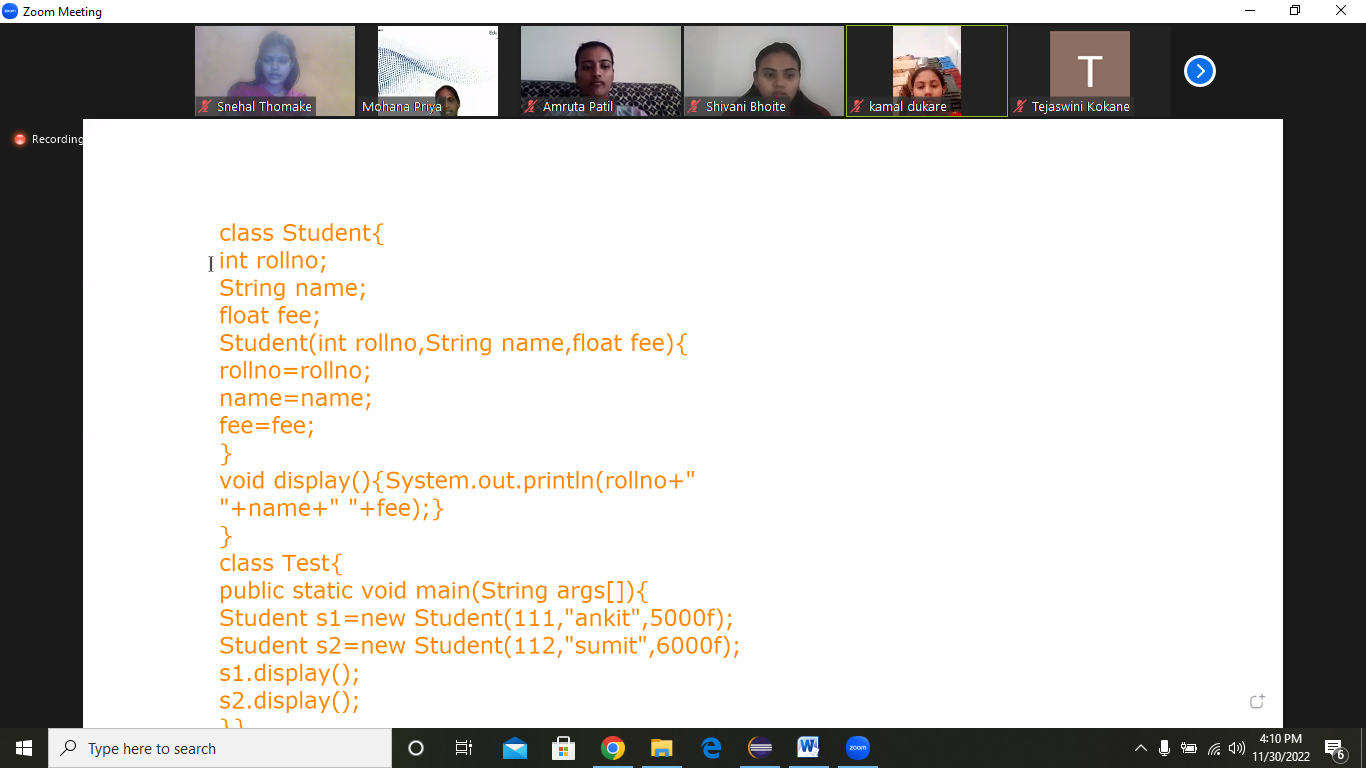 Zoom Meeting
Snehal Thomake
Mohana Priya
Amruta Patil
Shivani Bhoite
kamal dukare
T
Tejaswini Kokane
Edu
Recording
class Student{
int rollno;
String name;
float fee;
Student(int rollno,String name,float fee){
rollno=rollno;
name=name;
fee=fee;
}
void display(){System.out.println(rollno+"
"+name+" "+fee);}
}
class Test{
public static void main(String args[]){
Student s1=new Student(111,"ankit",5000f);
Student s2=new Student(112,"sumit",6000f);
s1.display();
s2.display();
}}
Type here to search
zoom
4:10 PM
11/30/2022
6